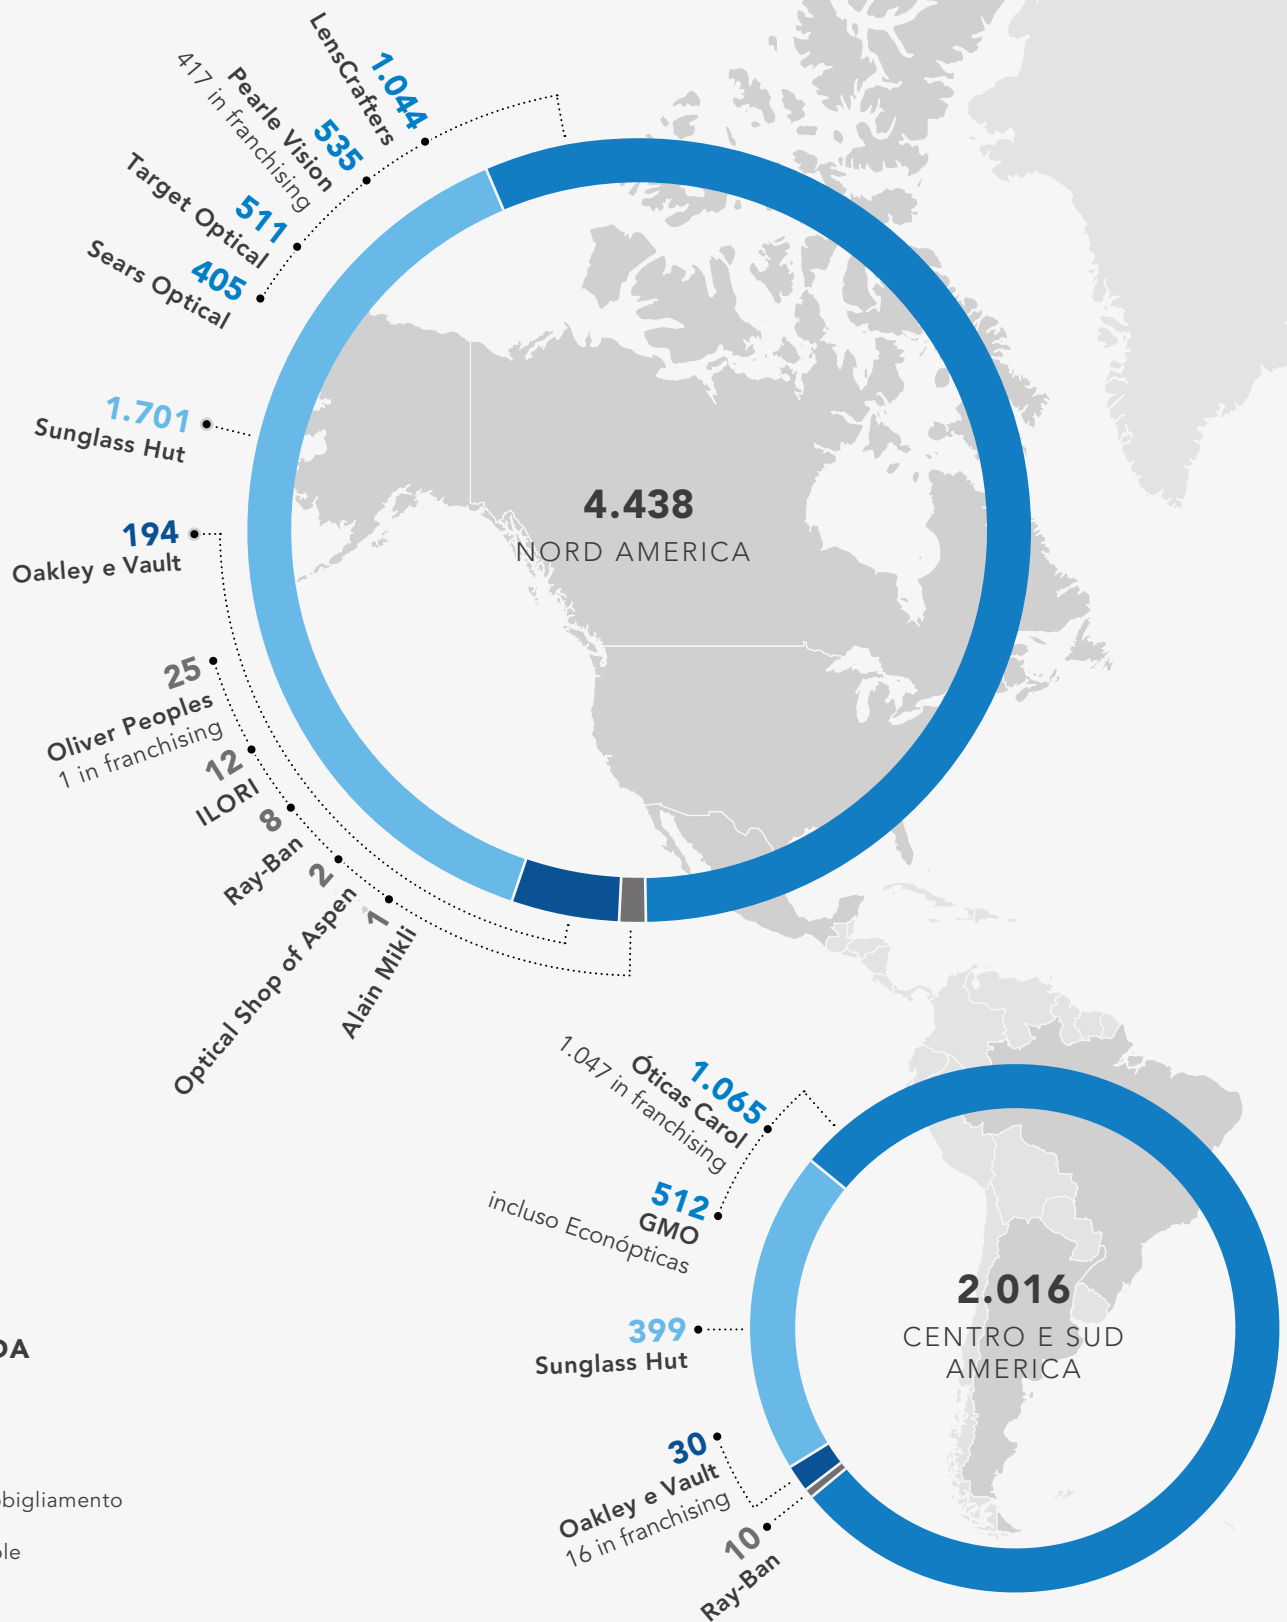 1.044
LensCrafters
535
Pearle Vision
417 in franchising
511
Target Optical
405
Sears Optical
1.701
Sunglass Hut
194
Oakley e Vault
25
Oliver Peoples
1 in franchising
12
ILORI
8
Ray-Ban
2
Optical Shop of Aspen
1
Alain Mikli
4.438
NORD AMERICA
1.065
Óticas Carol
1.047 in franchising
512
GMO
incluso Econópticas
399
Sunglass Hut
30
Oakley e Vault
16 in franchising
10
Ray-Ban
2.016
CENTRO E SUD
AMERICA